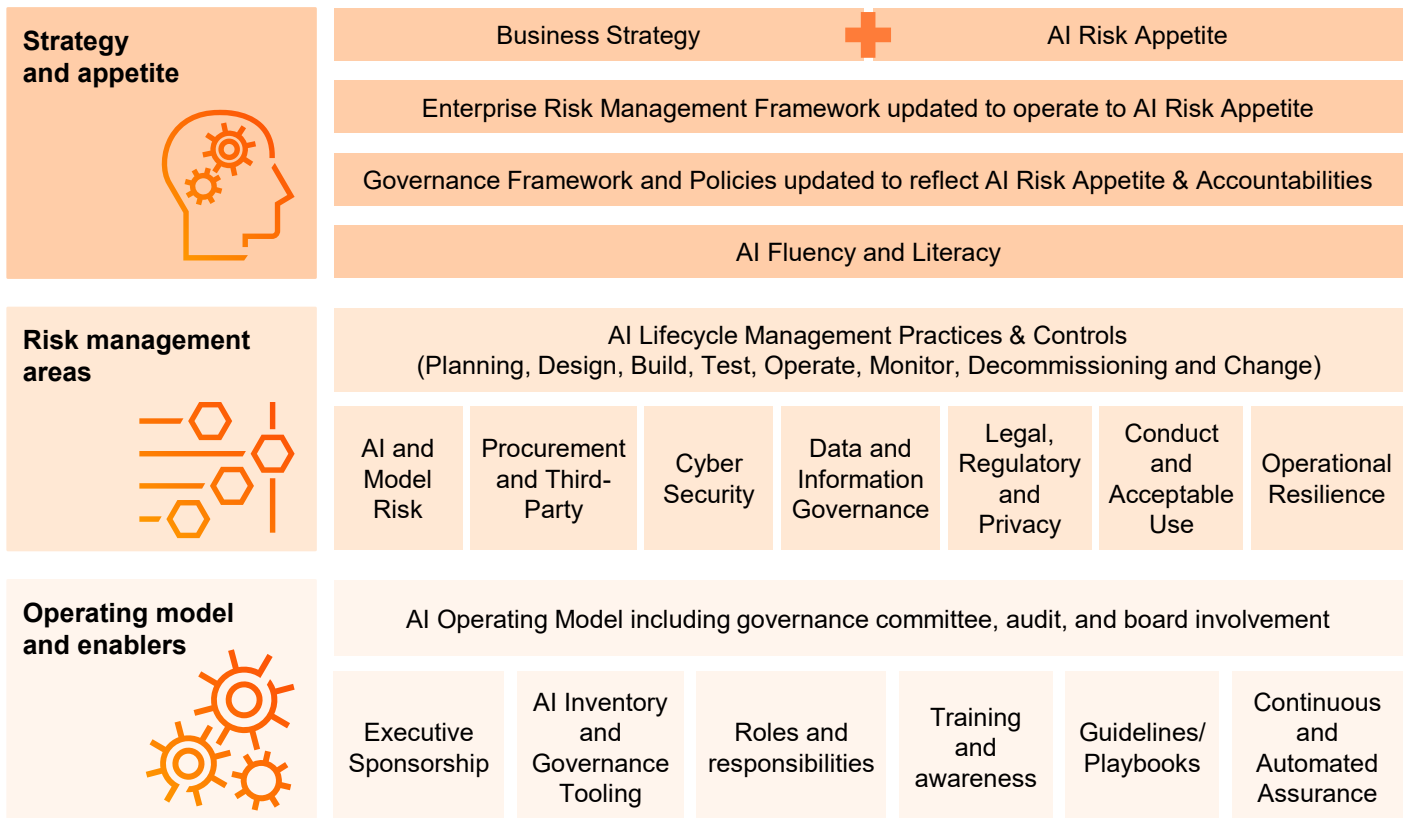 Strategy
and appetite
Business Strategy
AI Risk Appetite
Enterprise Risk Management Framework updated to operate to AI Risk Appetite
Governance Framework and Policies updated to reflect AI Risk Appetite & Accountabilities
AI Fluency and Literacy
Risk management
areas
AI Lifecycle Management Practices & Controls
(Planning, Design, Build, Test, Operate, Monitor, Decommissioning and Change)
AI and
Model
Risk
Procurement
and Third-
Party
Cyber
Security
Data and
Information
Governance
Legal,
Regulatory
and
Privacy
Conduct
and
Acceptable
Use
Operational
Resilience
Operating model
and enablers
AI Operating Model including governance committee, audit, and board involvement
Executive
Sponsorship
AI Inventory
and
Governance
Tooling
Roles and
responsibilities
Training
and
awareness
Guidelines/
Playbooks
Continuous
and
Automated
Assurance